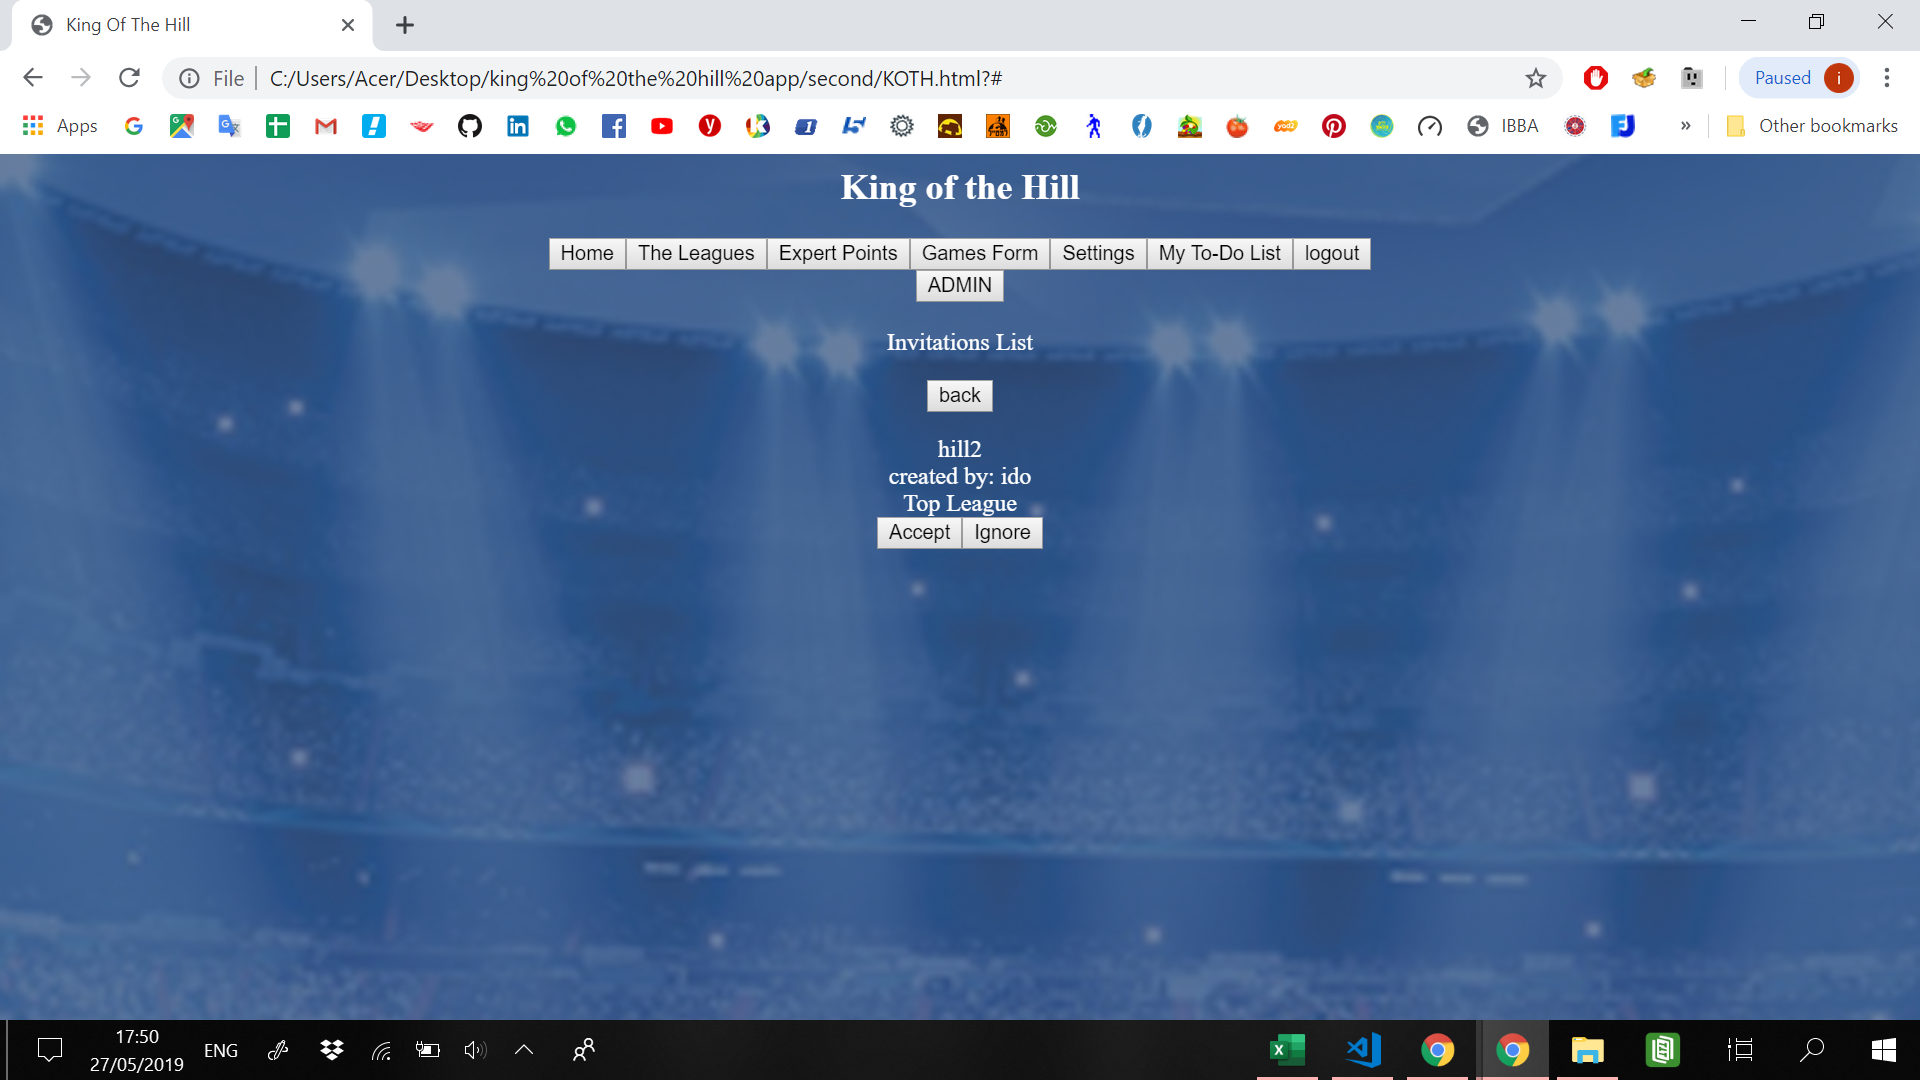 King Of The Hill
File
C:/Users/Acer/Desktop/king%20of%20the%20hill%20app/second/KOTH.html?#
Paused i
Apps
IBBA
» Other bookmarks
King of the Hill
Home The Leagues Expert Points Games Form Settings My To-Do List logout
ADMIN
Invitations List
back
hill2
created by: ido
Top League
Accept Ignore
17:50
27/05/2019
ENG